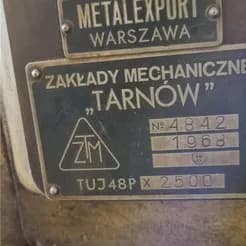 METALEXPORT
WARSZAWA
ZAKŁADY MECHANICZNE
„TARNÓW”
ZTM
№ 4842
1968
TUJ48P X 2500